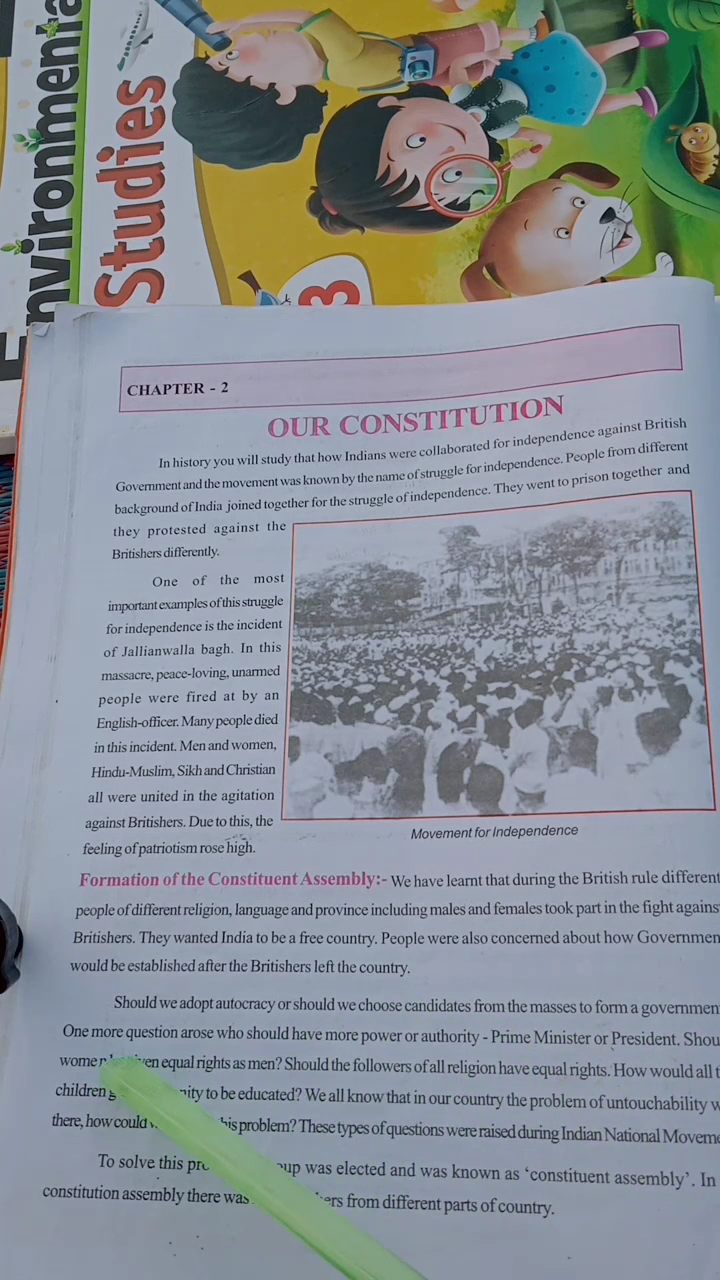 Environmental
Studies
3
CHAPTER - 2
OUR CONSTITUTION
In history you will study that how Indians were collaborated for independence against British
Government and the movement was known by the name of struggle for independence. People from different
background of India joined together for the struggle of independence. They went to prison together and
they protested against the
Britishers differently.
One of the most
important examples of this struggle
for independence is the incident
of Jallianwalla bagh. In this
massacre, peace-loving, unarmed
people were fired at by an
English-officer. Many people died
in this incident. Men and women,
Hindu-Muslim, Sikh and Christian
all were united in the agitation
against Britishers. Due to this, the
feeling of patriotism rose high.
Movement for Independence
Formation of the Constituent Assembly:- We have learnt that during the British rule different
people of different religion, language and province including males and females took part in the fight agains
Britishers. They wanted India to be a free country. People were also concerned about how Governmen
would be established after the Britishers left the country.
Should we adopt autocracy or should we choose candidates from the masses to form a governmen
One more question arose who should have more power or authority - Prime Minister or President. Shou
women equal rights as men? Should the followers of all religion have equal rights. How would all t
children to be educated? We all know that in our country the problem of untouchability w
there, how could problem? These types of questions were raised during Indian National Moveme
To solve this was elected and was known as ‘constituent assembly’. In
constitution assembly there was from different parts of country.